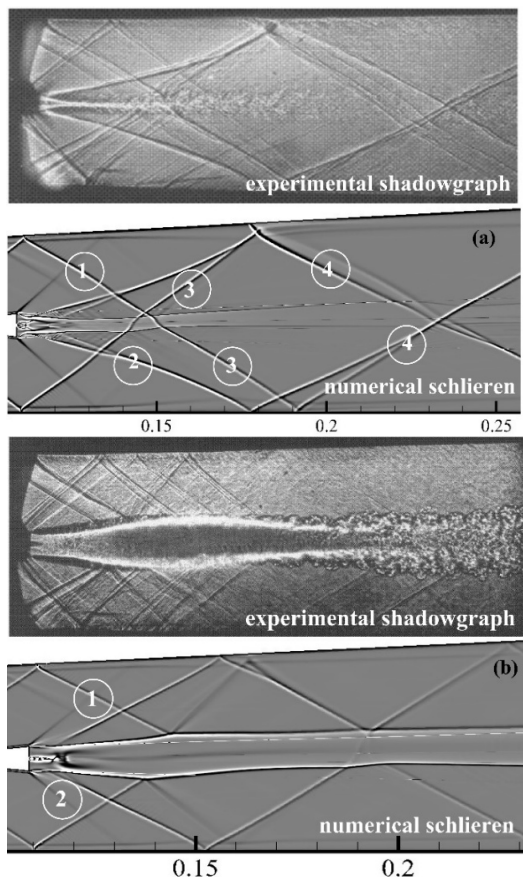 experimental shadowgraph
(a)
1
3
4
2
3
4
numerical schlieren
0.15
0.2
0.25
experimental shadowgraph
(b)
1
2
numerical schlieren
0.15
0.2